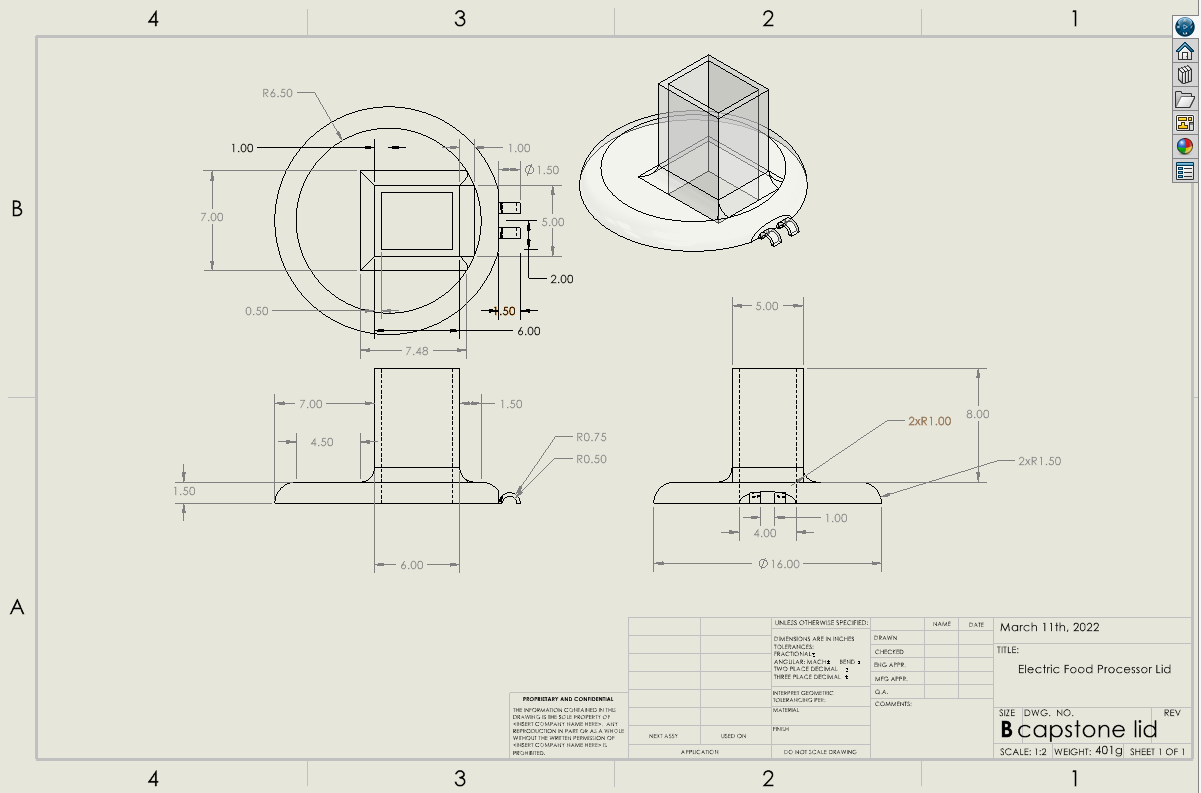 4 3 2 1
B
A
R6.50
1.00
1.00
Ø1.50
7.00
5.00
2.00
0.50
1.50
6.00
7.48
5.00
7.00
1.50
4.50
R0.75
R0.50
1.50
6.00
8.00
2xR1.00
2xR1.50
1.00
4.00
Ø16.00
PROPRIETARY AND CONFIDENTIAL
THE INFORMATION CONTAINED IN THIS
DRAWING IS THE SOLE PROPERTY OF
<INSERT COMPANY NAME HERE>. ANY
REPRODUCTION IN PART OR AS A WHOLE
WITHOUT THE WRITTEN PERMISSION OF
<INSERT COMPANY NAME HERE> IS
PROHIBITED.
NEXT ASSY USED ON
APPLICATION
UNLESS OTHERWISE SPECIFIED:
DIMENSIONS ARE IN INCHES
TOLERANCES:
FRACTIONAL±
ANGULAR: MACH± BEND ±
TWO PLACE DECIMAL ±
THREE PLACE DECIMAL ±
INTERPRET GEOMETRIC
TOLERANCING PER:
MATERIAL
FINISH
DO NOT SCALE DRAWING
NAME DATE
DRAWN
CHECKED
ENG APPR.
MFG APPR.
Q.A.
COMMENTS:
March 11th, 2022
TITLE:
Electric Food Processor Lid
SIZE DWG. NO. REV
B capstone lid
SCALE: 1:2 WEIGHT: 401g SHEET 1 OF 1
4 3 2 1